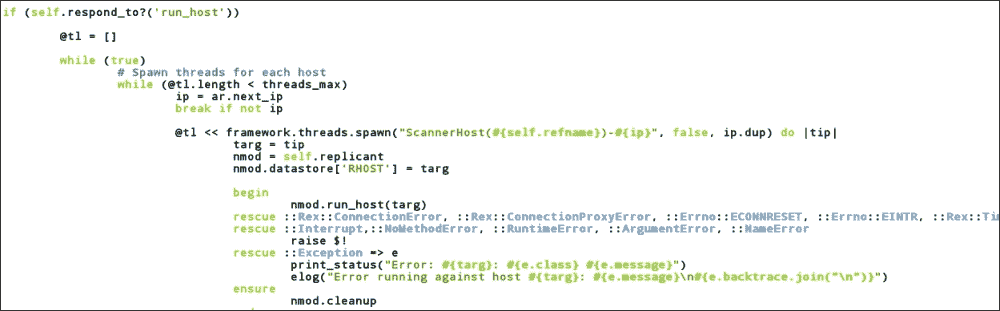 if (self.respond_to?('run_host'))
@tl = []
while (true)
# Spawn threads for each host
while (@tl.length < threads_max)
ip = ar.next_ip
break if not ip
@tl << framework.threads.spawn("ScannerHost(#{self.refname})-#{ip}", false, ip.dup) do |tip|
targ = tip
nmod = self.replicant
nmod.datastore['RHOST'] = targ
begin
nmod.run_host(targ)
rescue ::Rex::ConnectionError, ::Rex::ConnectionProxyError, ::Errno::ECONNRESET, ::Errno::EINTR, ::Rex::Ti
rescue ::Interrupt,::NoMethodError, ::RuntimeError, ::ArgumentError, ::NameError
raise $!
rescue ::Exception => e
print_status("Error: #{targ}: #{e.class} #{e.message}")
elog("Error running against host #{targ}: #{e.message}\n#{e.backtrace.join("\n")}")
ensure
nmod.cleanup